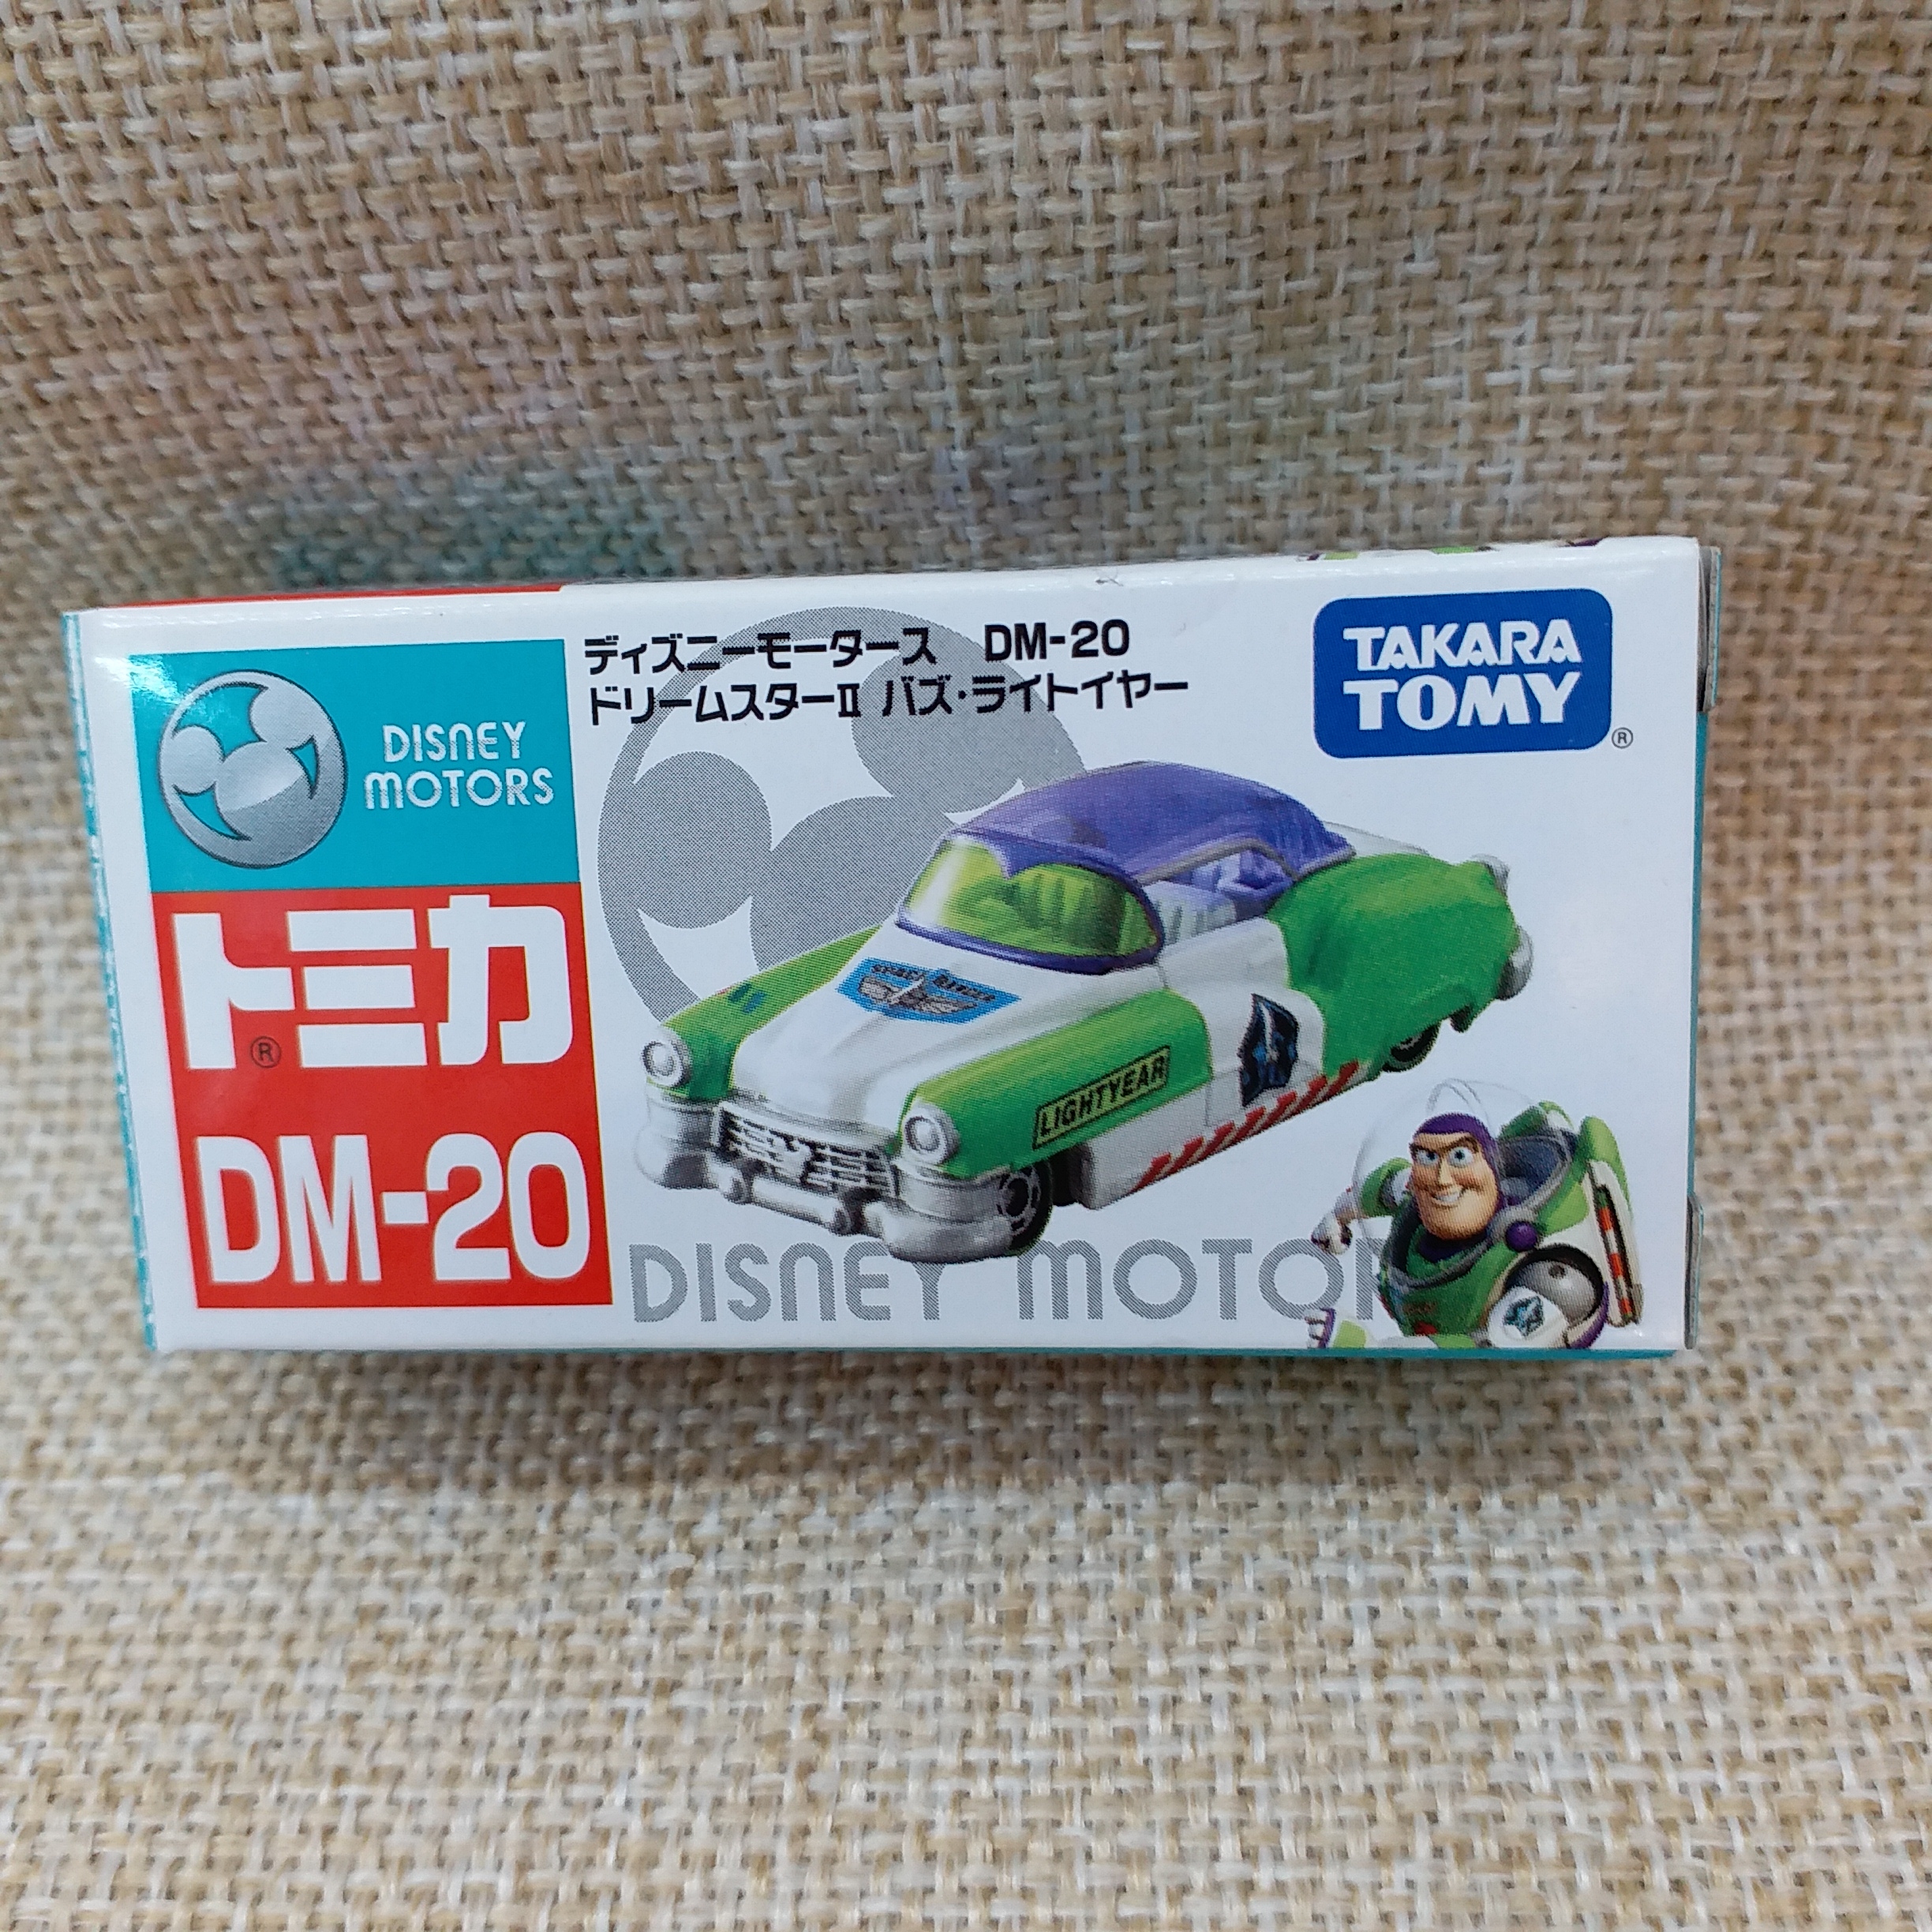 ディズニーモータース DM-20
ドリームスターⅡ バズ・ライトイヤー
TAKARA
TOMY
®
DISNEY
MOTORS
トミカ
®
DM-20
SPACE RANGER
LIGHTYEAR
DISNEY MOTOR